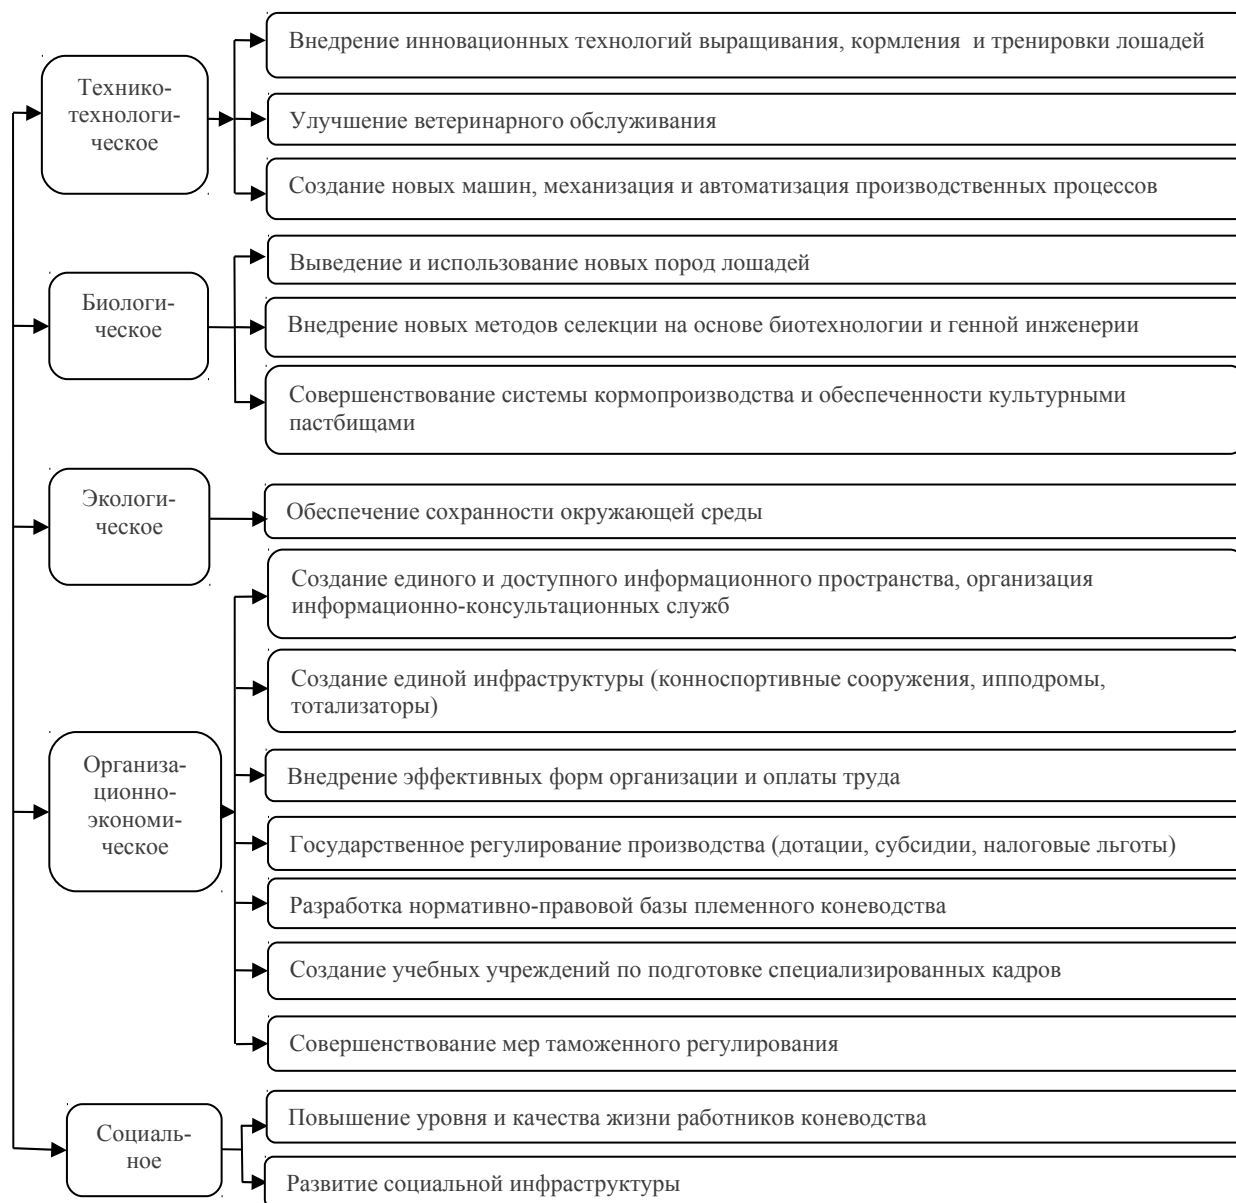 Технико-
технологи-
ческое
Внедрение инновационных технологий выращивания, кормления и тренировки лошадей
Улучшение ветеринарного обслуживания
Создание новых машин, механизация и автоматизация производственных процессов
Биологи-
ческое
Выведение и использование новых пород лошадей
Внедрение новых методов селекции на основе биотехнологии и генной инженерии
Совершенствование системы кормопроизводства и обеспеченности культурными
пастбищами
Экологи-
ческое
Обеспечение сохранности окружающей среды
Организа-
ционно-
экономи-
ческое
Создание единого и доступного информационного пространства, организация
информационно-консультационных служб
Создание единой инфраструктуры (конноспортивные сооружения, ипподромы,
тотализаторы)
Внедрение эффективных форм организации и оплаты труда
Государственное регулирование производства (дотации, субсидии, налоговые льготы)
Разработка нормативно-правовой базы племенного коневодства
Создание учебных учреждений по подготовке специализированных кадров
Совершенствование мер таможенного регулирования
Социаль-
ное
Повышение уровня и качества жизни работников коневодства
Развитие социальной инфраструктуры